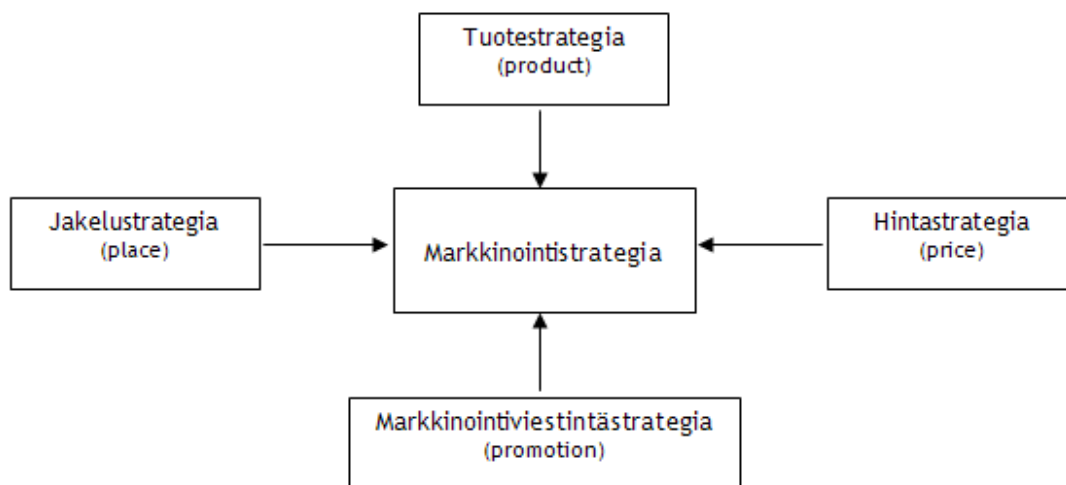 Tuotestrategia
(product)
Jakelustrategia
(place)
Markkinointistrategia
Hintastrategia
(price)
Markkinointiviestintästrategia
(promotion)